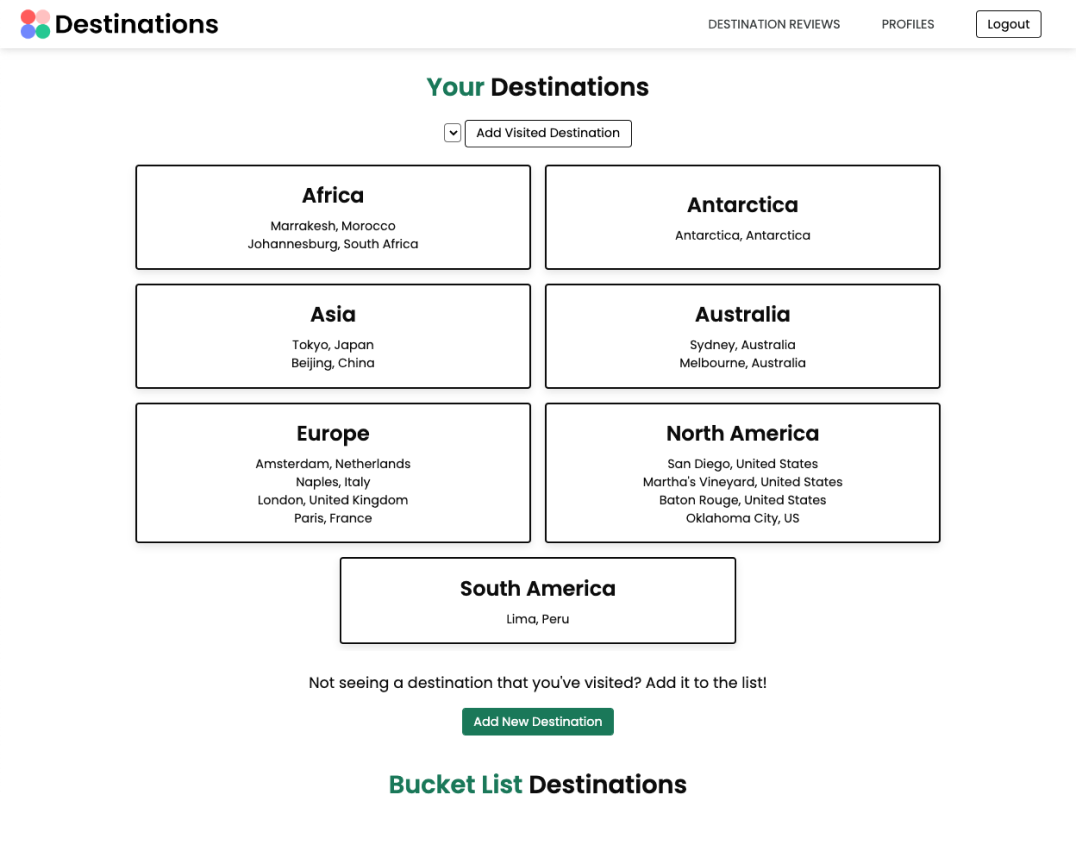 Destinations
DESTINATION REVIEWS
PROFILES
Logout
Your Destinations
Add Visited Destination
Africa
Marrakesh, Morocco
Johannesburg, South Africa
Antarctica
Antarctica, Antarctica
Asia
Tokyo, Japan
Beijing, China
Australia
Sydney, Australia
Melbourne, Australia
Europe
Amsterdam, Netherlands
Naples, Italy
London, United Kingdom
Paris, France
North America
San Diego, United States
Martha's Vineyard, United States
Baton Rouge, United States
Oklahoma City, US
South America
Lima, Peru
Not seeing a destination that you've visited? Add it to the list!
Add New Destination
Bucket List Destinations